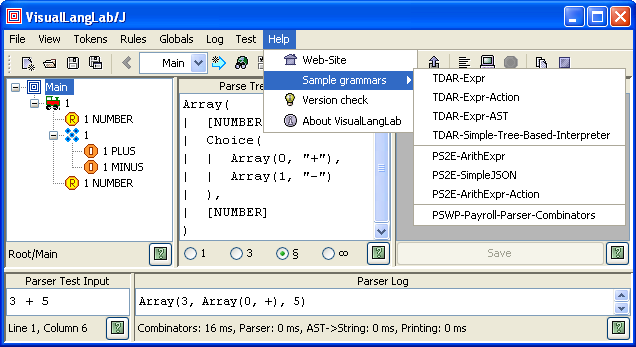 VisualLangLab/J
File View Tokens Rules Globals Log Test Help
Main
Web-Site
Sample grammars
Version check
About VisualLangLab
TDAR-Expr
TDAR-Expr-Action
TDAR-Expr-AST
TDAR-Simple-Tree-Based-Interpreter
PS2E-ArithExpr
PS2E-SimpleJSON
PS2E-ArithExpr-Action
PSWP-Payroll-Parser-Combinators
Main
1
R 1 NUMBER
1
0 1 PLUS
0 1 MINUS
R 1 NUMBER
Root/Main
Parser Tre
Array(
| [NUMBER
| Choice(
| | Array(0, "+"),
| | Array(1, "-")
| ),
| [NUMBER]
)
1 3 § ∞
Save
Parser Test Input
3 + 5
Line 1, Column 6
Parser Log
Array(3, Array(0, +), 5)
Combinators: 16 ms, Parser: 0 ms, AST->String: 0 ms, Printing: 0 ms